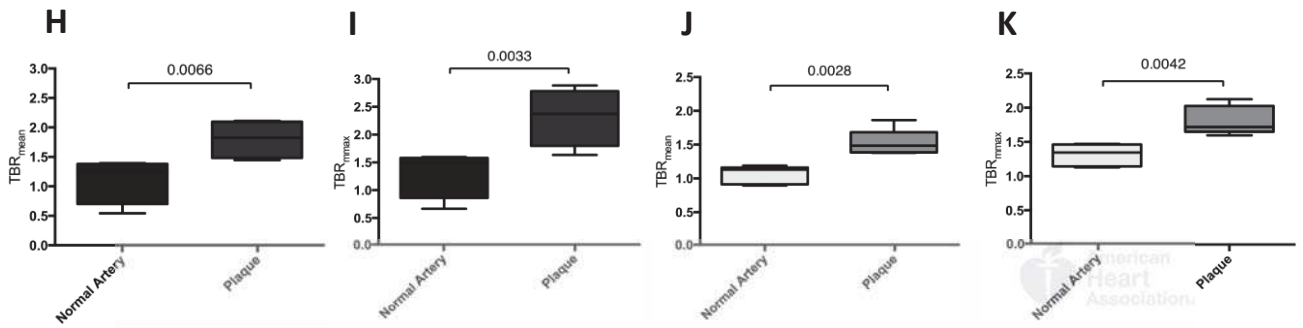 H
0.0066
3.0
2.5
2.0
1.5
1.0
0.5
0.0
TBRmean
Normal Artery
Plaque
I
0.0033
3.0
2.5
2.0
1.5
1.0
0.5
0.0
TBRmmax
Normal Artery
Plaque
J
0.0028
2.5
2.0
1.5
1.0
0.5
0.0
TBRmean
Normal Artery
Plaque
K
0.0042
2.5
2.0
1.5
1.0
0.5
0.0
TBRmmax
Normal Artery
Plaque
American
Heart
Association